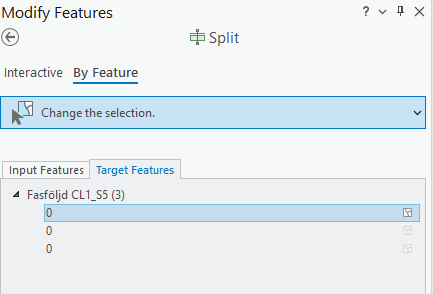 Modify Features
Split
Interactive By Feature
Change the selection.
Input Features Target Features
Fasföljd CL1_S5 (3)
0
0
0